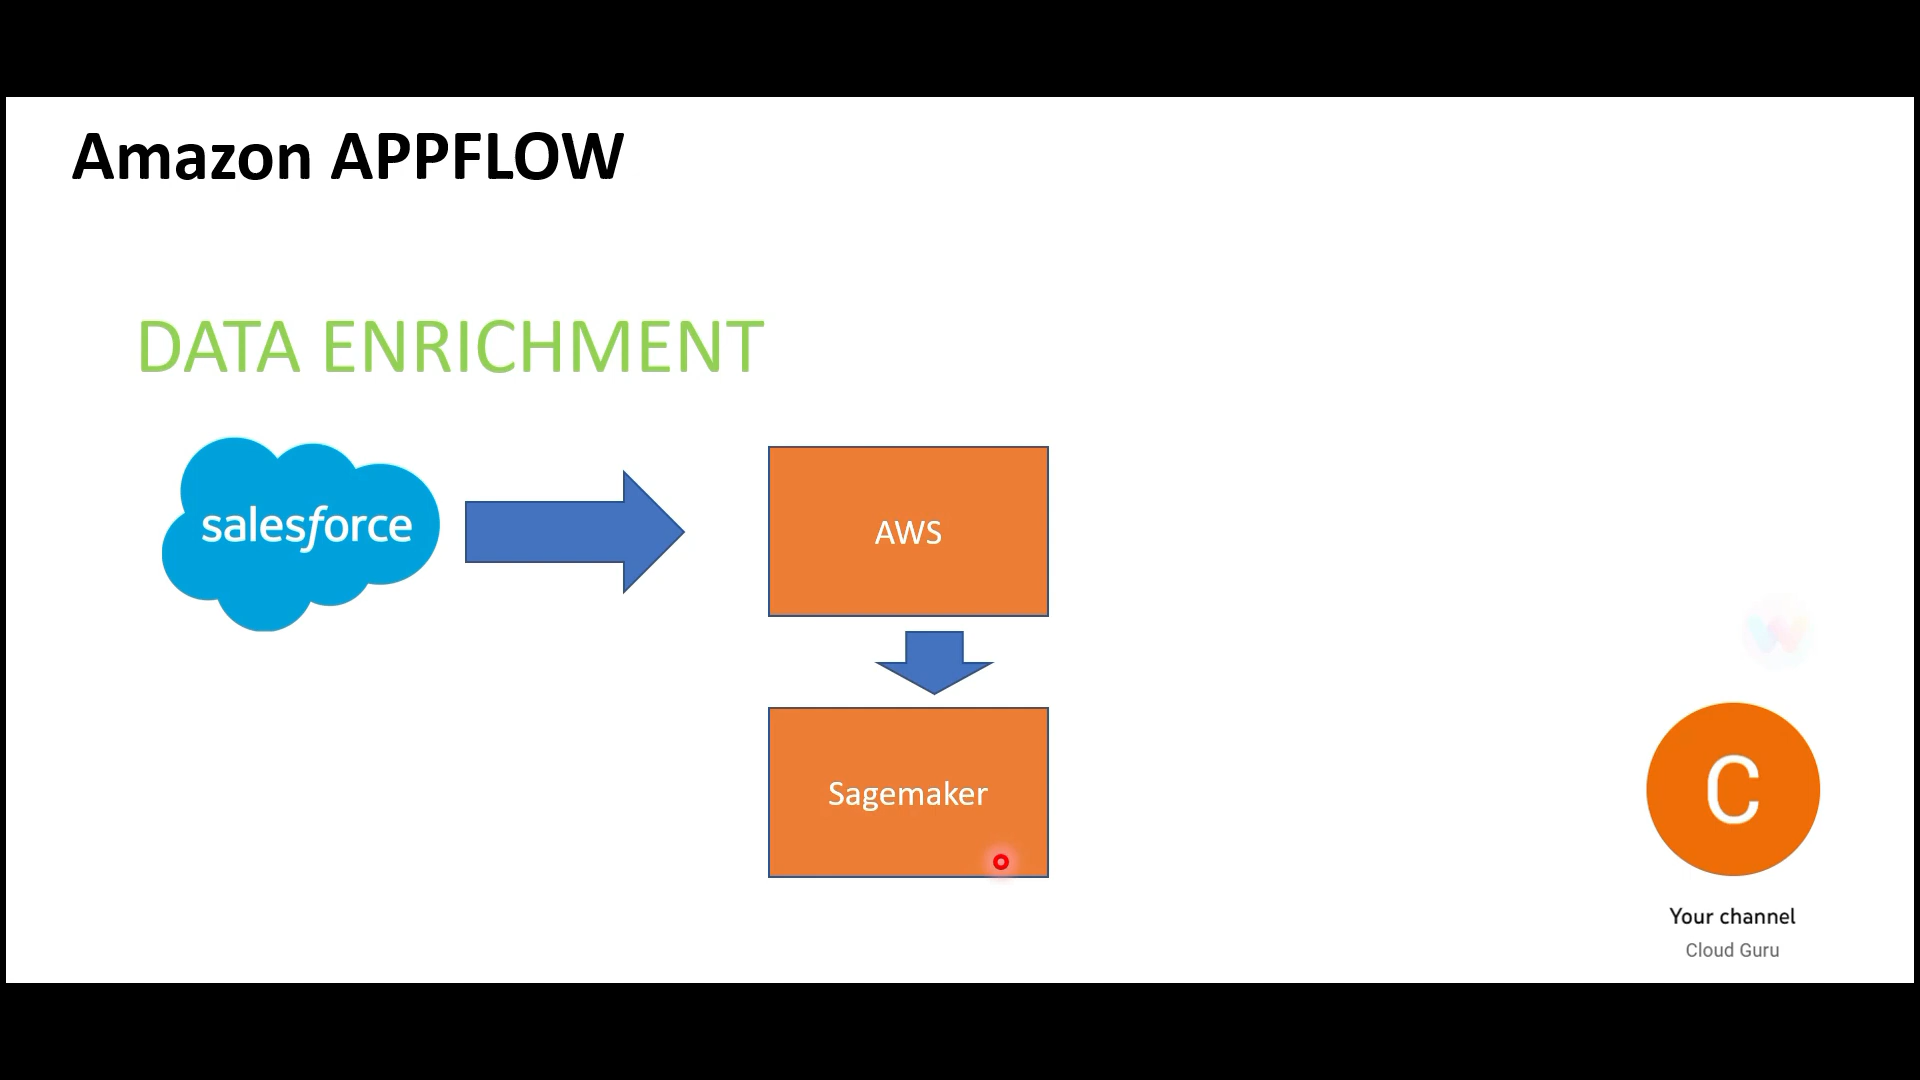 Amazon APPFLOW
DATA ENRICHMENT
salesforce
AWS
Sagemaker
C
Your channel
Cloud Guru